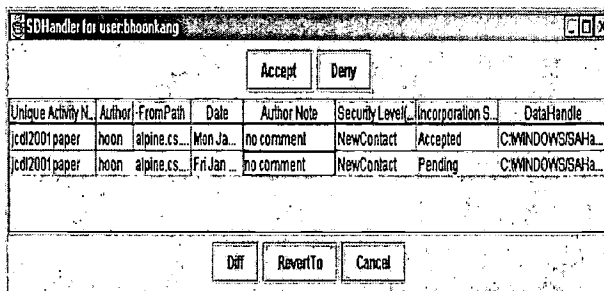 SDHandler for user:bhoonkang
Accept Deny
Unique Activity N... Author -FromPath Date Author Note Security Level(... Incorporation S... DataHandle
jcdl2001paper hoon alpine.cs.... Mon Ja... no comment NewContact Accepted C:WINDOWS/SAHa...
jcdl2001paper hoon alpine.cs.... Fri Jan ... no comment NewContact Pending C:WINDOWS/SAHa...
Diff RevertTo Cancel